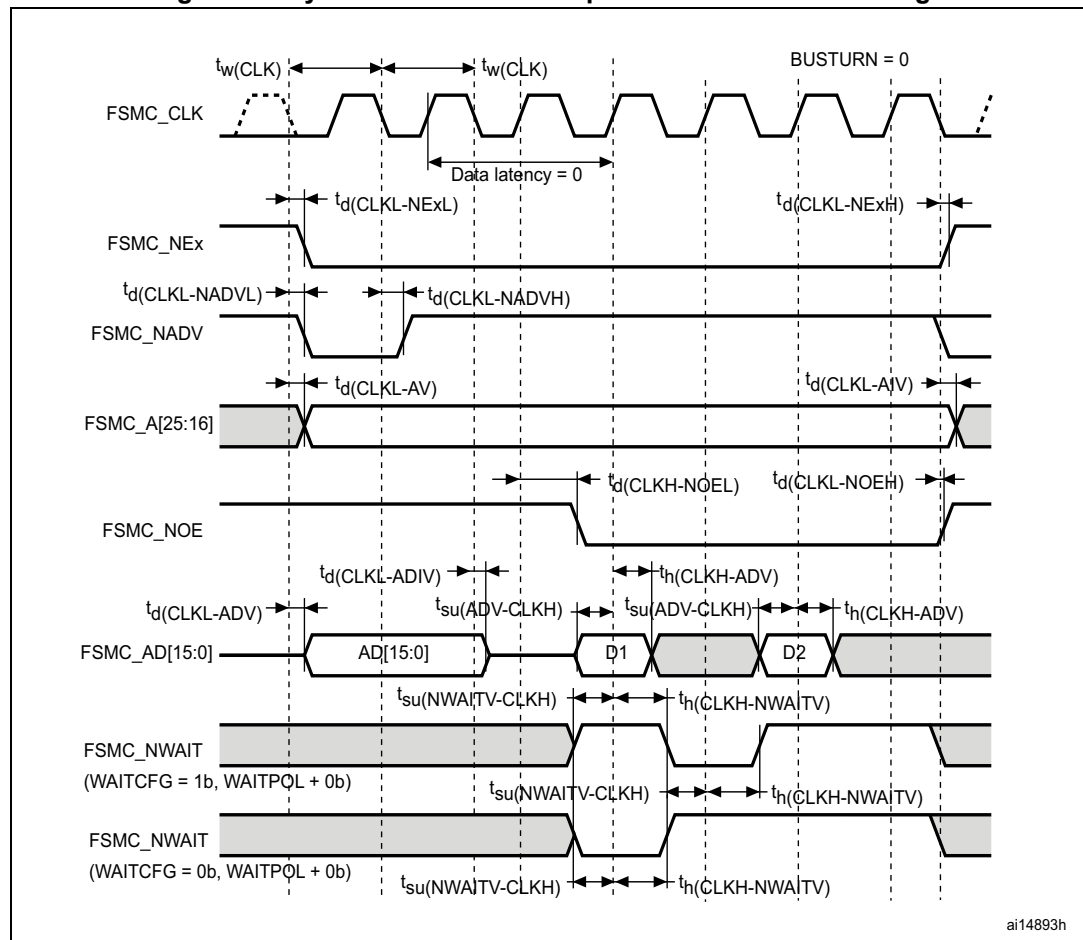 tw(CLK) tw(CLK) BUSTURN = 0
FSMC_CLK
Data latency = 0
td(CLKL-NExL) td(CLKL-NExH)
FSMC_NEx
td(CLKL-NADVL) td(CLKL-NADVH)
FSMC_NADV
td(CLKL-AV) td(CLKL-AIV)
FSMC_A[25:16]
td(CLKH-NOEL) td(CLKL-NOEH)
FSMC_NOE
td(CLKL-ADIV) th(CLKH-ADV)
td(CLKL-ADV) tsu(ADV-CLKH) tsu(ADV-CLKH) th(CLKH-ADV)
FSMC_AD[15:0] AD[15:0] D1 D2
tsu(NWAITV-CLKH) th(CLKH-NWAITV)
FSMC_NWAIT
(WAITCFG = 1b, WAITPOL + 0b)
tsu(NWAITV-CLKH) th(CLKH-NWAITV)
FSMC_NWAIT
(WAITCFG = 0b, WAITPOL + 0b)
tsu(NWAITV-CLKH) th(CLKH-NWAITV)
ai14893h